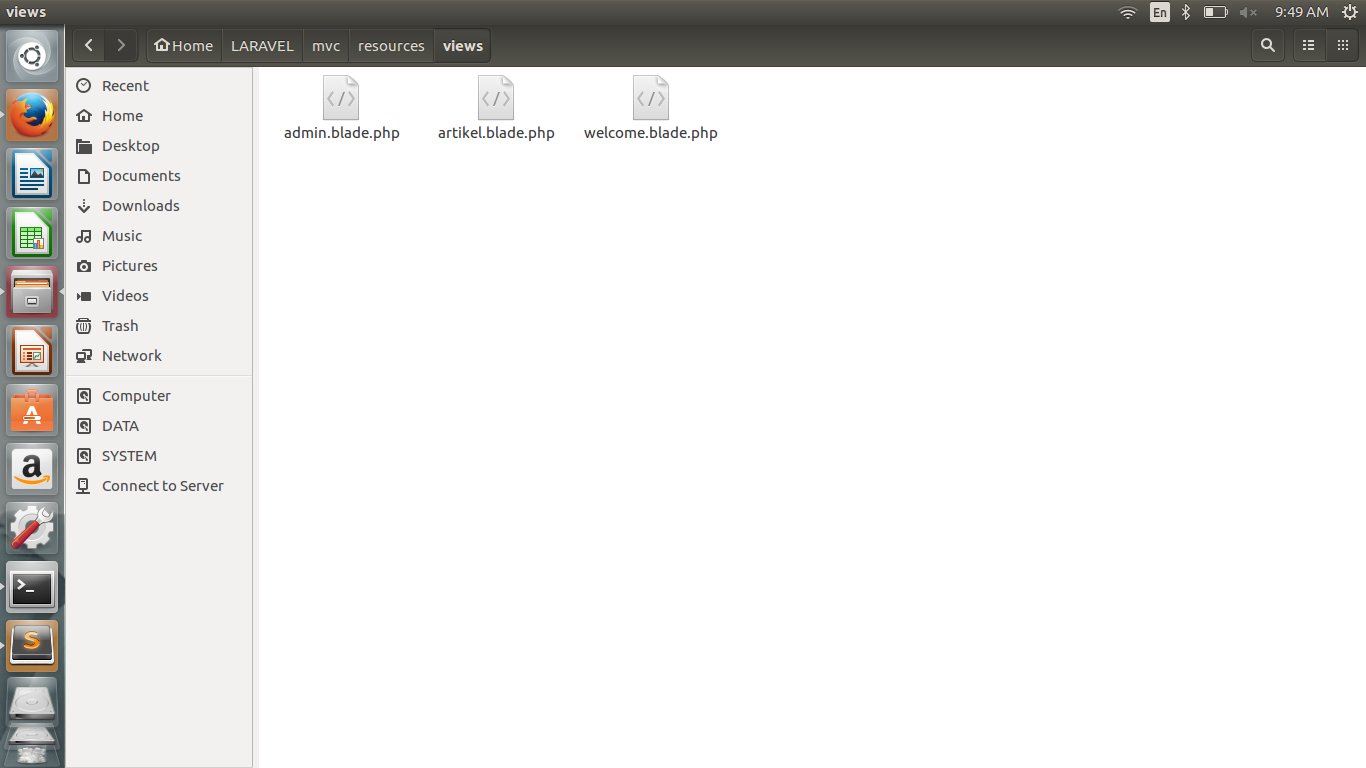 views
En
9:49 AM
Home
LARAVEL
mvc
resources
views
Recent
Home
Desktop
Documents
Downloads
Music
Pictures
Videos
Trash
Network
Computer
DATA
SYSTEM
Connect to Server
admin.blade.php
artikel.blade.php
welcome.blade.php